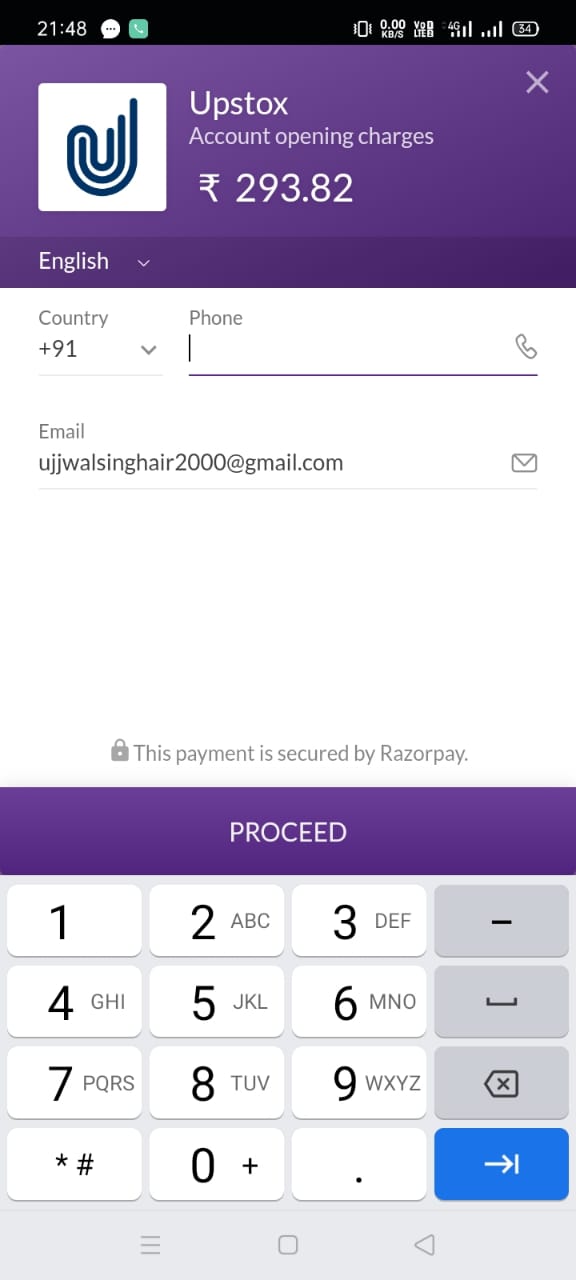 21:48 0.00 KB/S VoD LTED 4G 34
Upstox
Account opening charges
₹ 293.82
English
Country Phone
+91
Email
ujjwalsinghair2000@gmail.com
This payment is secured by Razorpay.
PROCEED
1 2 ABC 3 DEF –
4 GHI 5 JKL 6 MNO
7 PQRS 8 TUV 9 WXYZ
* # 0 + .